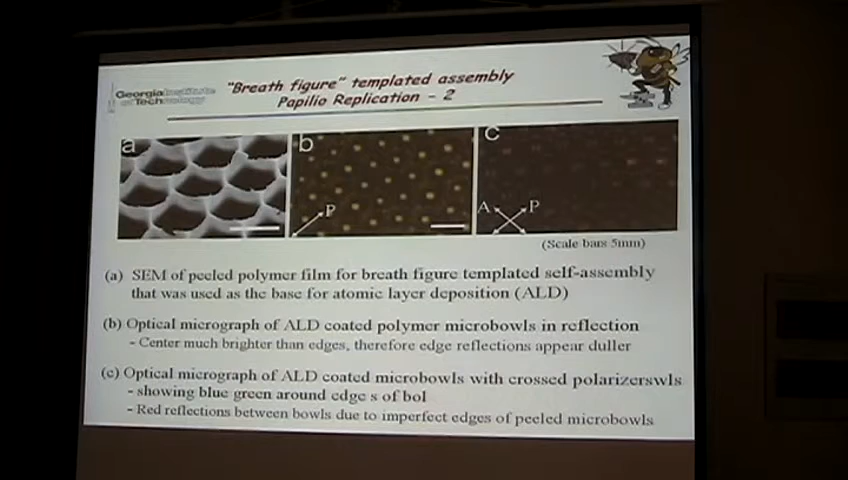 GeorgiaInstitute
of Technology
"Breath figure" templated assembly
Papilio Replication - 2
a
b
c
P
A
P
(Scale bars 5mm)
(a) SEM of peeled polymer film for breath figure templated self-assembly
that was used as the base for atomic layer deposition (ALD)
(b) Optical micrograph of ALD coated polymer microbowls in reflection
- Center much brighter than edges, therefore edge reflections appear duller
(c) Optical micrograph of ALD coated microbowls with crossed polarizerswls
- showing blue green around edge s of bol
- Red reflections between bowls due to imperfect edges of peeled microbowls